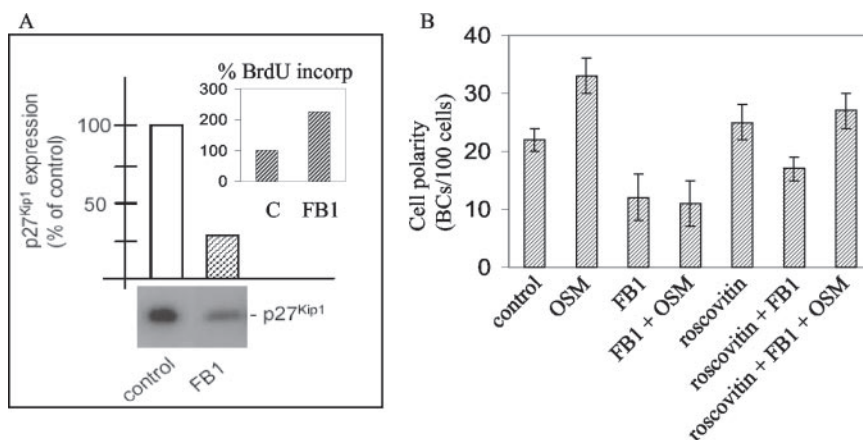 A
% BrdU incorp
300
200
100
0
C FB1
p27Kip1 expression
(% of control)
100
50
- p27Kip1
control
FB1
B
Cell polarity
(BCs/100 cells)
40
30
20
10
0
control
OSM
FB1
FB1 + OSM
roscovitin
roscovitin + FB1
roscovitin + FB1 + OSM